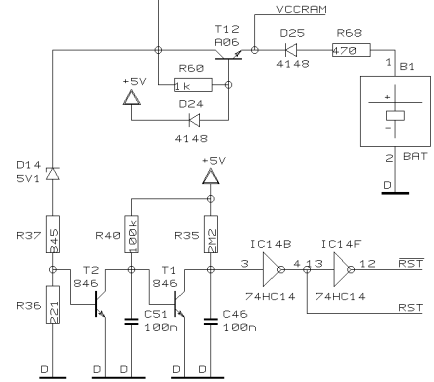 VCCRAM
T12
A06
D25
4148
R68
470
1
B1
+5V
R60
1k
D24
4148
+
-
2
BAT
D
D14
5V1
+5V
R37
845
R40
100k
R35
2M2
IC14B
IC14F
T2
846
T1
846
3
4
13
12
RST
74HC14
74HC14
R36
221
C51
100n
C46
100n
RST
D
D
D
D
D